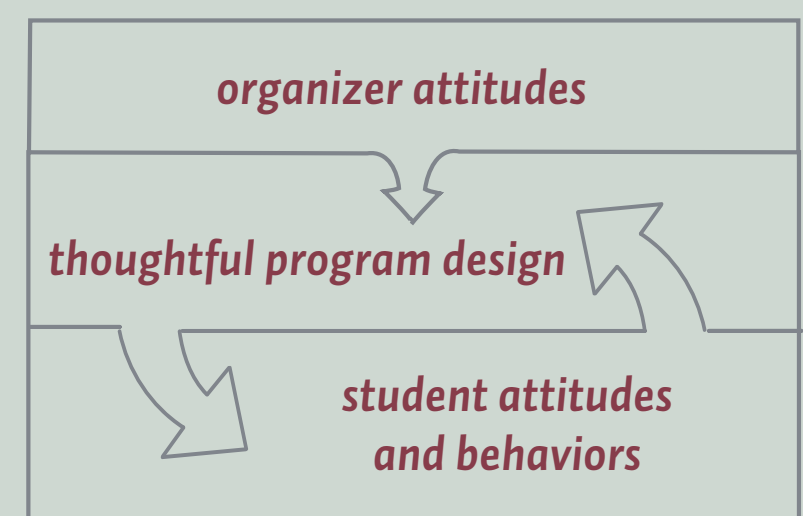 organizer attitudes
thoughtful program design
student attitudes
and behaviors